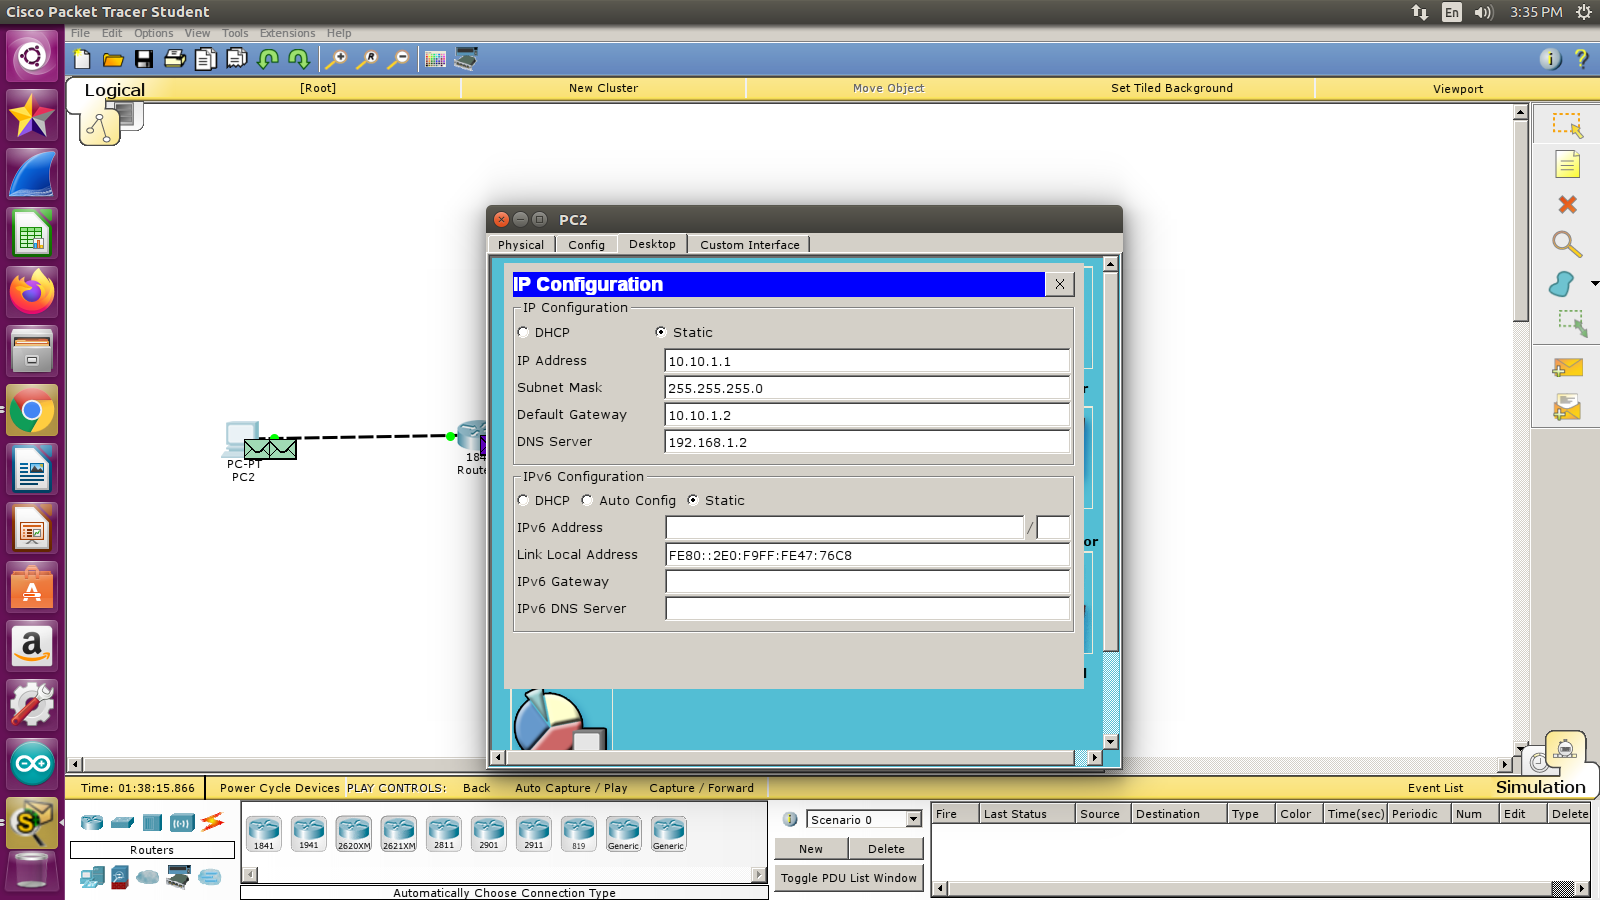 Cisco Packet Tracer Student
En
3:35 PM
File Edit Options View Tools Extensions Help
Logical
[Root]
New Cluster
Move Object
Set Tiled Background
Viewport
PC2
Physical
Config
Desktop
Custom Interface
IP Configuration
X
IP Configuration
DHCP
Static
IP Address
10.10.1.1
Subnet Mask
255.255.255.0
Default Gateway
10.10.1.2
DNS Server
192.168.1.2
IPv6 Configuration
DHCP
Auto Config
Static
IPv6 Address
/
Link Local Address
FE80::2E0:F9FF:FE47:76C8
IPv6 Gateway
IPv6 DNS Server
r
or
PC-PT
PC2
184
Route
Time: 01:38:15.866
Power Cycle Devices
PLAY CONTROLS:
Back
Auto Capture / Play
Capture / Forward
Event List
Simulation
Routers
1841
1941
2620XM
2621XM
2811
2901
2911
819
Generic
Generic
Automatically Choose Connection Type
Scenario 0
New
Delete
Toggle PDU List Window
Fire
Last Status
Source
Destination
Type
Color
Time(sec)
Periodic
Num
Edit
Delete